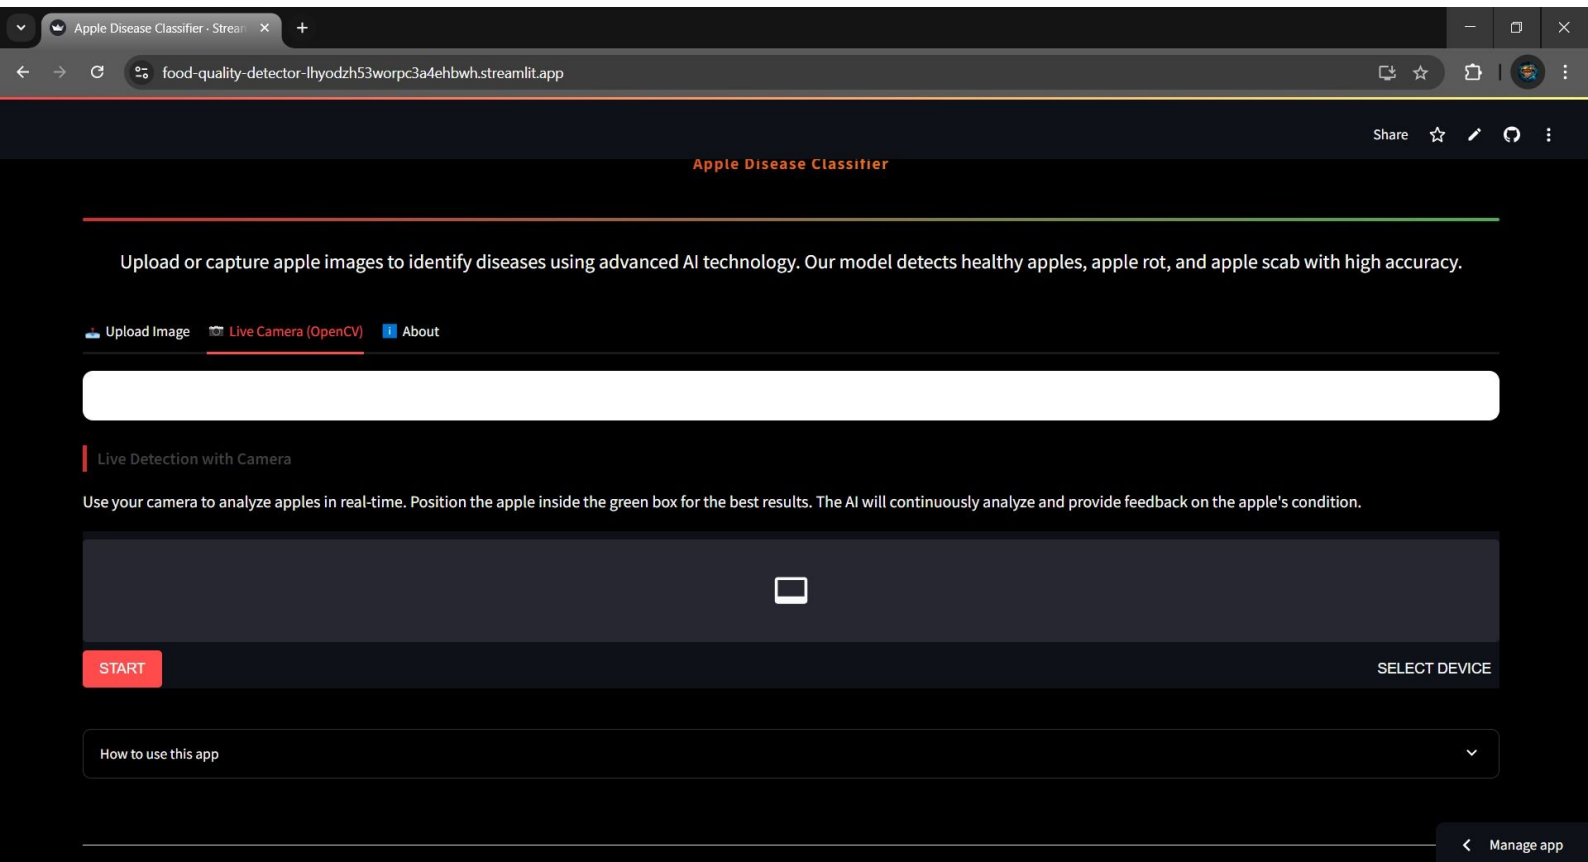 Apple Disease Classifier · Stream
food-quality-detector-lhyodzh53worpc3a4ehbwh.streamlit.app
Share
Apple Disease Classifier
Upload or capture apple images to identify diseases using advanced AI technology. Our model detects healthy apples, apple rot, and apple scab with high accuracy.
Upload Image Live Camera (OpenCV) About
Live Detection with Camera
Use your camera to analyze apples in real-time. Position the apple inside the green box for the best results. The AI will continuously analyze and provide feedback on the apple's condition.
START SELECT DEVICE
How to use this app
Manage app